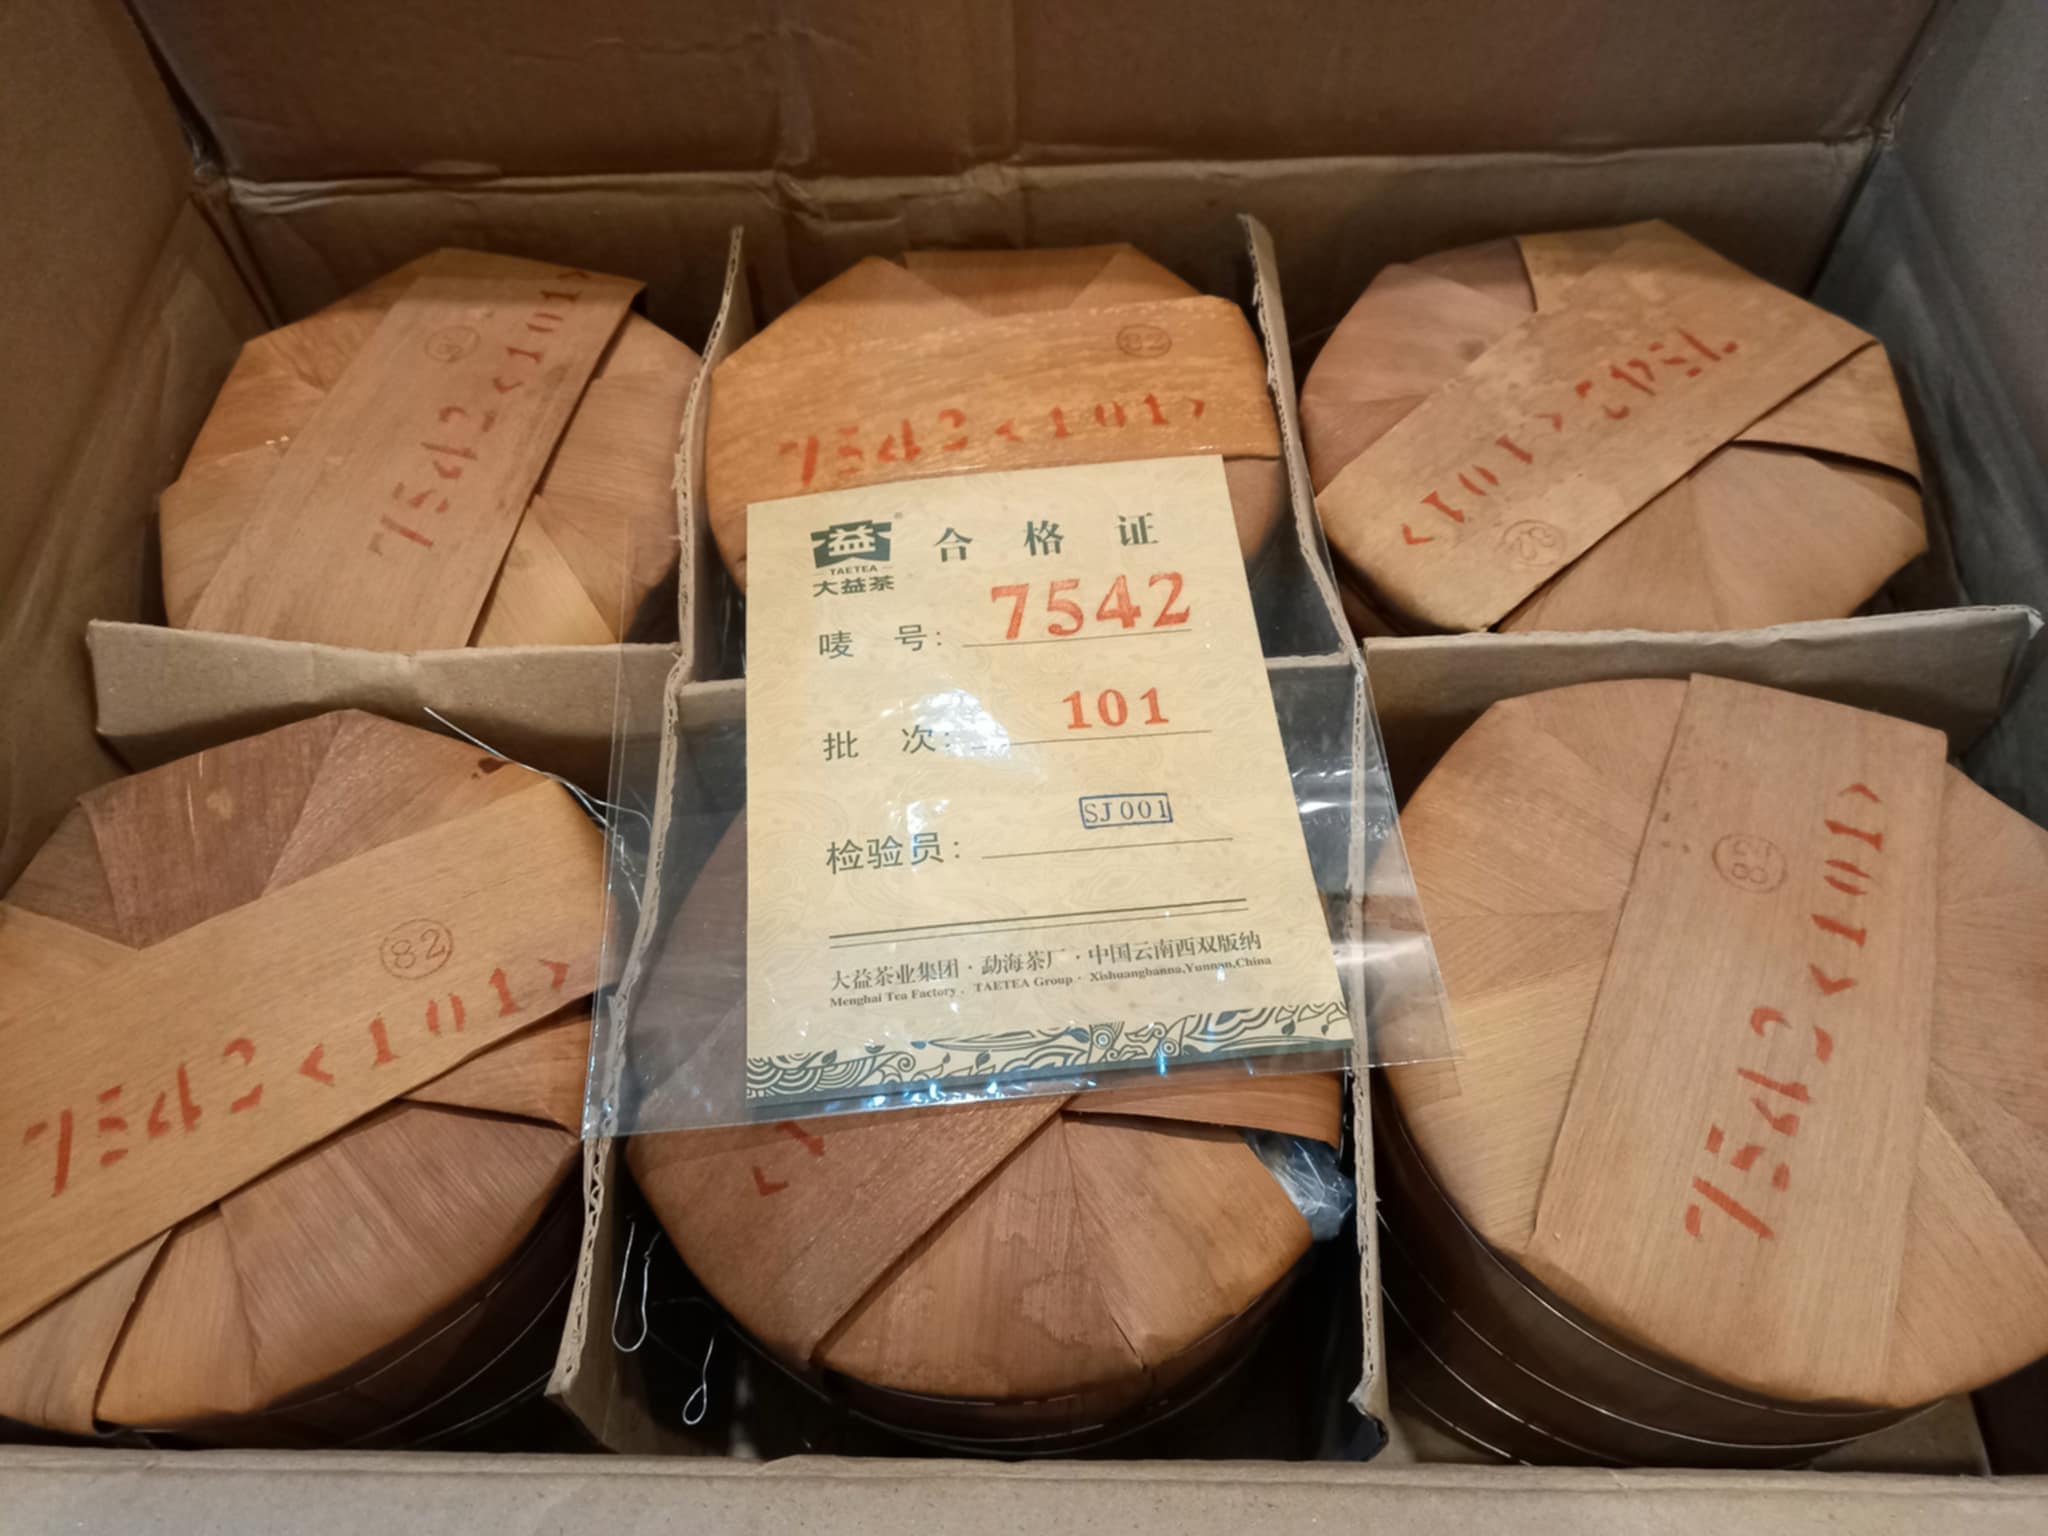 7542<101>
82
7542<101>
7542<101>
82
益
TAETEA
大益茶
®
合格证
唛 号: 7542
批 次: 101
检验员: SJ001
大益茶业集团·勐海茶厂·中国云南西双版纳
Menghai Tea Factory . TAETEA Group · Xishuangbanna,Yunnan,China
82
7542<101>
82
7542<101>